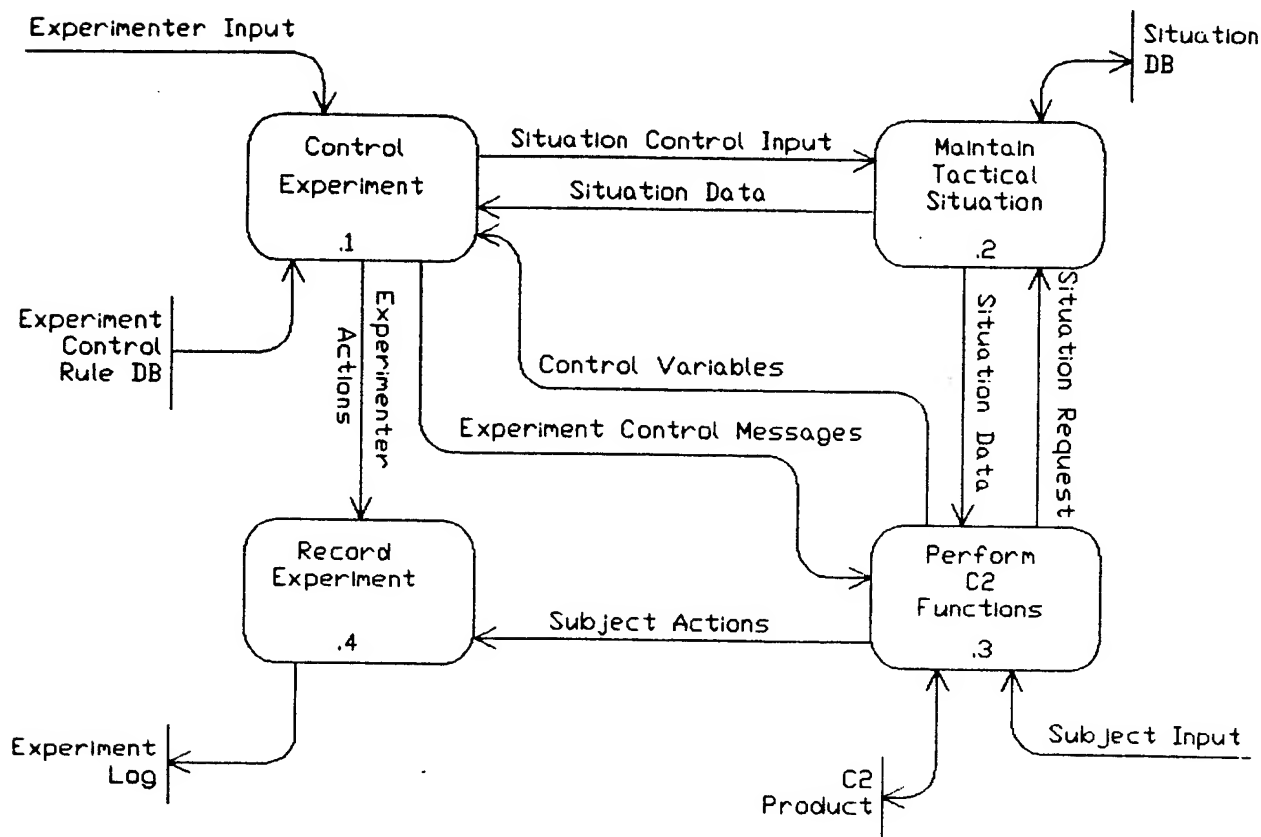 Experimenter Input
Situation
DB
Control
Experiment
.1
Situation Control Input
Maintain
Tactical
Situation
.2
Situation Data
Experiment
Control
Rule DB
Experimenter
Actions
Control Variables
Situation Data
Situation Request
Experiment Control Messages
Record
Experiment
.4
Perform
C2
Functions
.3
Subject Actions
Experiment
Log
Subject Input
C2
Product